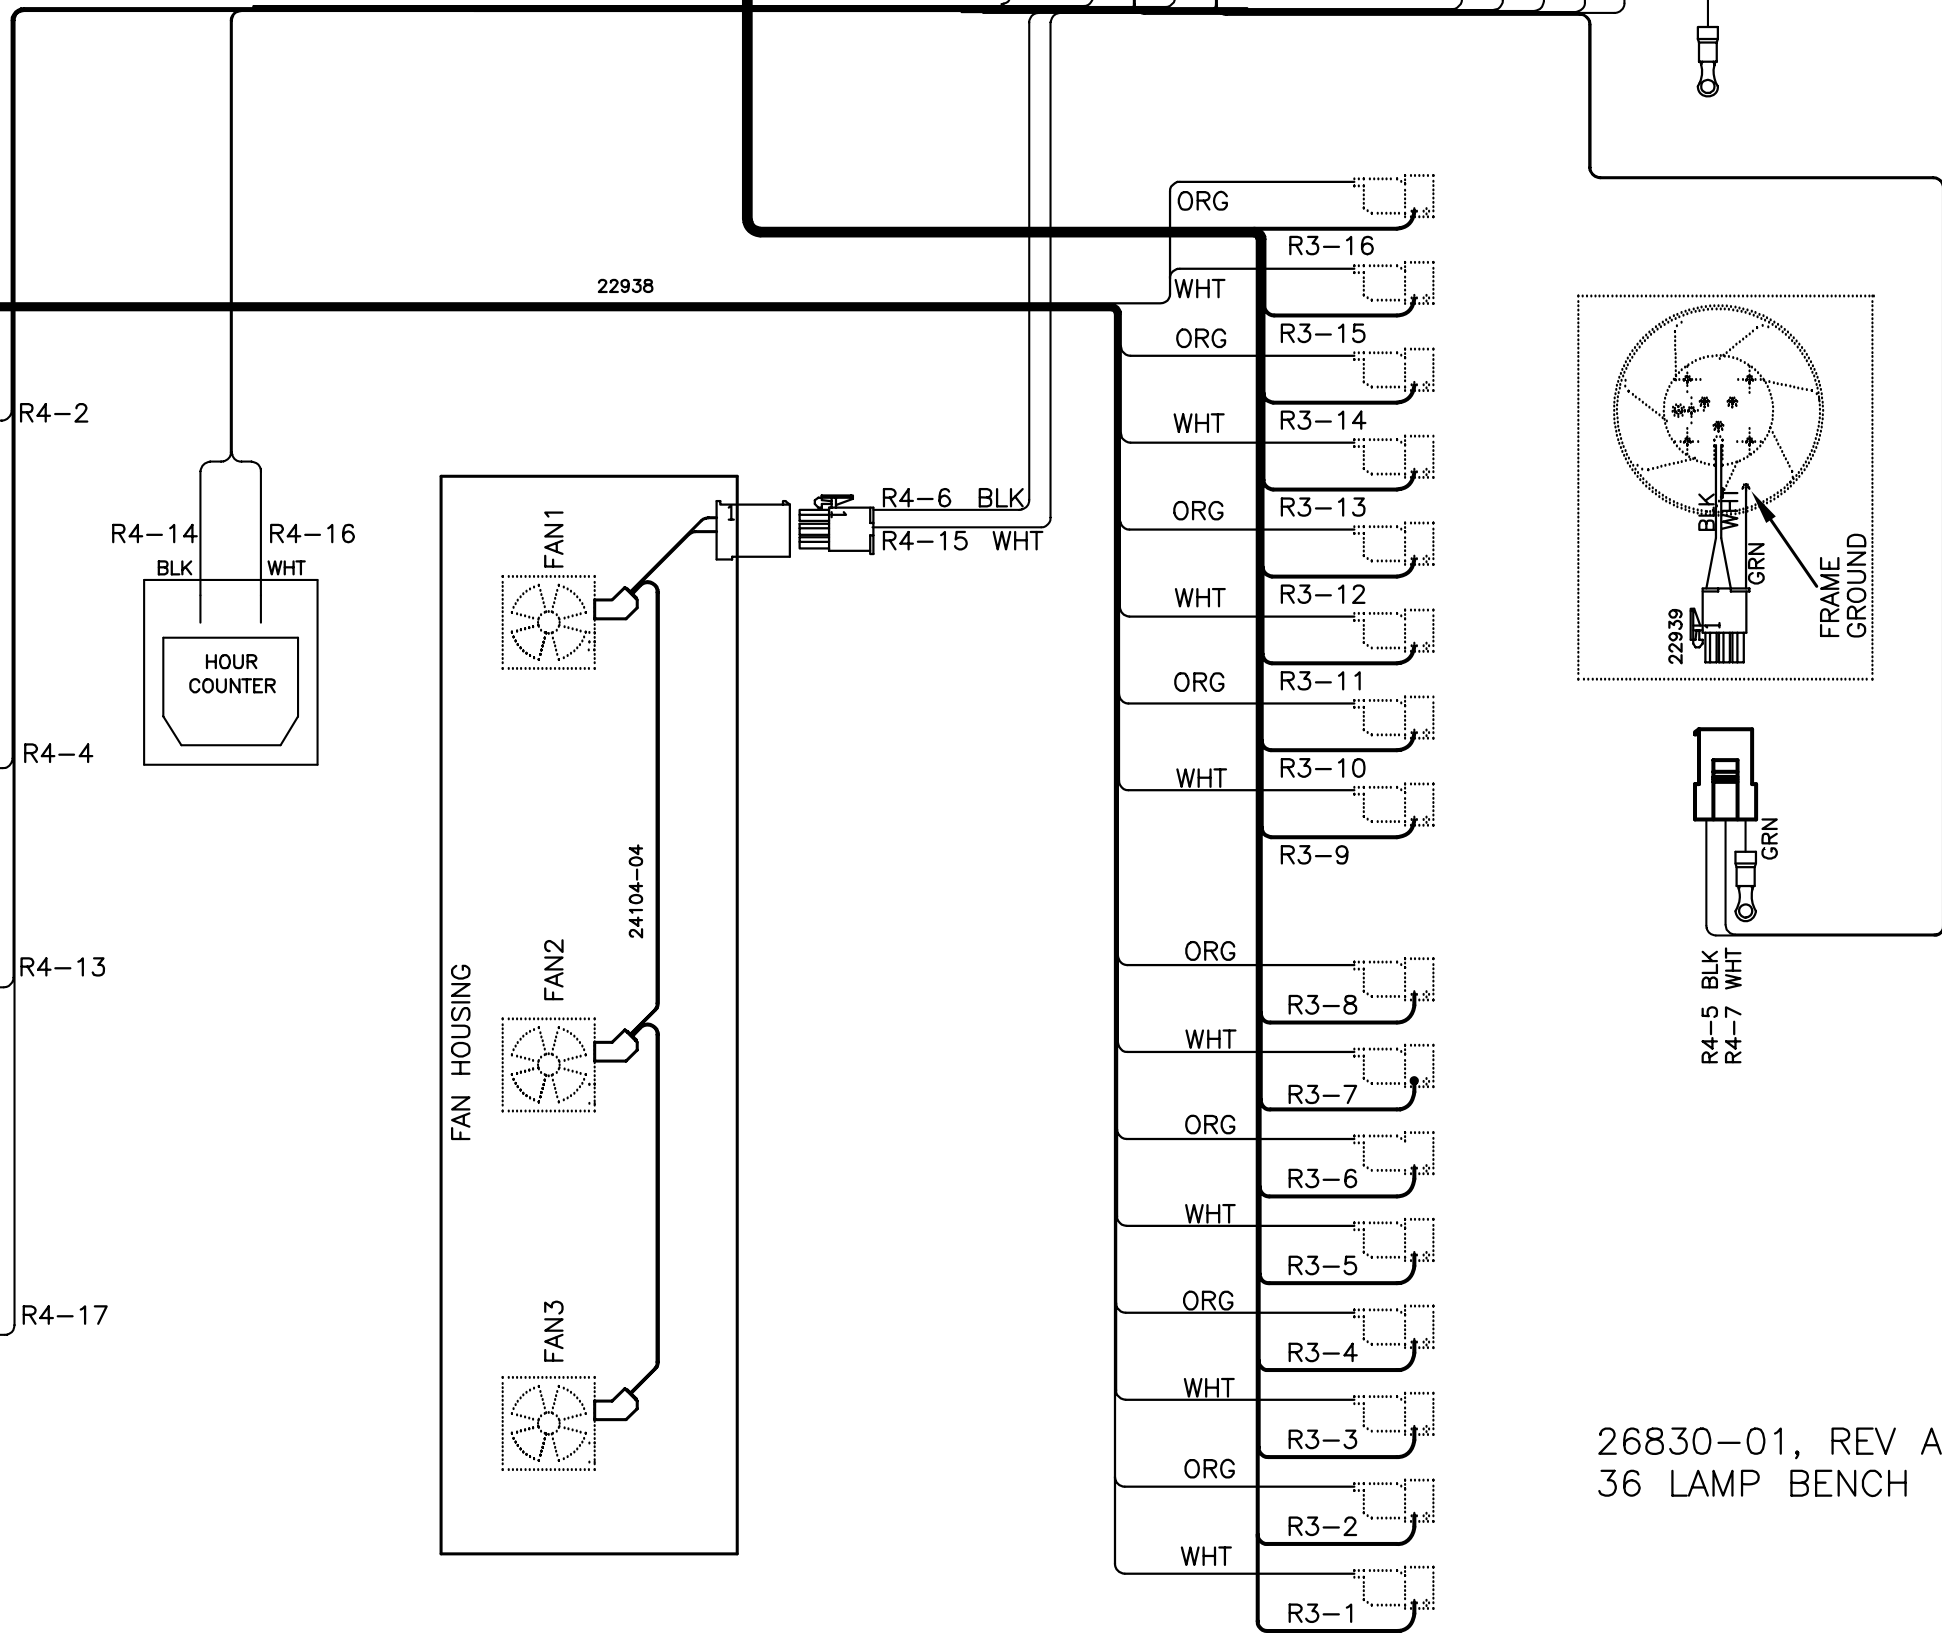 ORG
R3-16
22938
WHT
R3-15
ORG
R4-2
WHT
R3-14
R4-6 BLK
R4-15 WHT
ORG
R3-13
R4-14
R4-16
BLK
WHT
HOUR
COUNTER
FAN1
1
1
WHT
R3-12
BLK
WHT
GRN
FRAME
GROUND
22939
1
ORG
R3-11
R4-4
WHT
R3-10
R3-9
24104-04
GRN
FAN2
FAN HOUSING
R4-13
ORG
R3-8
R4-5 BLK
R4-7 WHT
WHT
R3-7
ORG
R3-6
WHT
R3-5
R4-17
FAN3
ORG
R3-4
WHT
R3-3
26830-01, REV A
36 LAMP BENCH
ORG
R3-2
WHT
R3-1